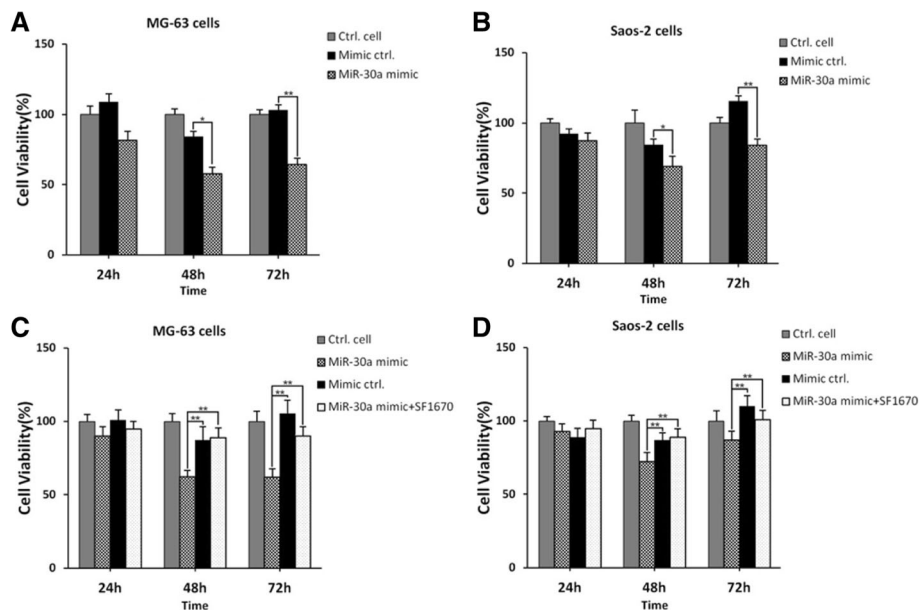 A
MG-63 cells
Ctrl. cell
Mimic ctrl.
MiR-30a mimic
Cell Viability(%)
150
100
50
0
*
**
24h
48h
72h
Time
B
Saos-2 cells
Ctrl. cell
Mimic ctrl.
MiR-30a mimic
Cell Viability(%)
150
100
50
0
*
**
24h
48h
72h
Time
C
MG-63 cells
Ctrl. cell
MiR-30a mimic
Mimic ctrl.
MiR-30a mimic+SF1670
Cell Viability(%)
150
100
50
0
**
**
**
**
24h
48h
72h
Time
D
Saos-2 cells
Ctrl. cell
MiR-30a mimic
Mimic ctrl.
MiR-30a mimic+SF1670
Cell Viability(%)
150
100
50
0
**
**
**
**
24h
48h
72h
Time